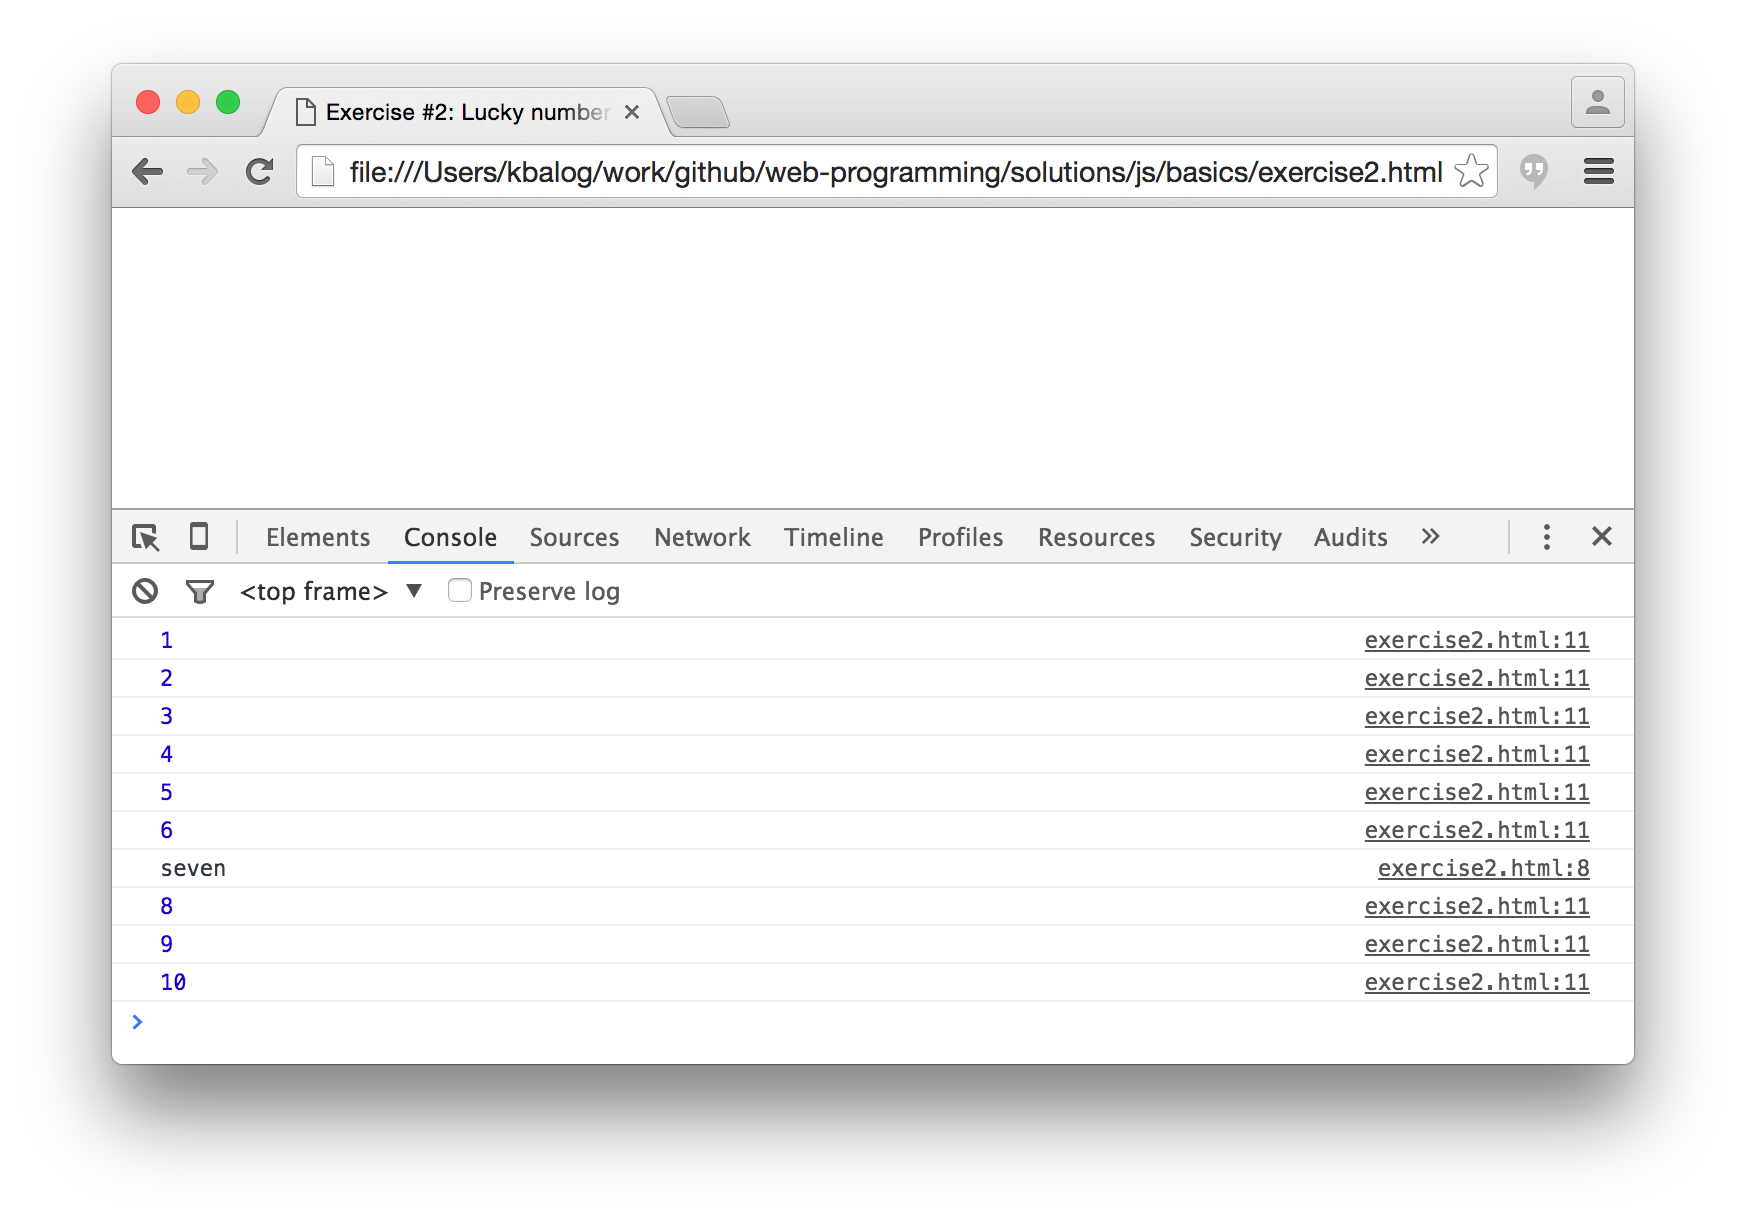 Exercise #2: Lucky number
file:///Users/kbalog/work/github/web-programming/solutions/js/basics/exercise2.html
Elements Console Sources Network Timeline Profiles Resources Security Audits »
<top frame> ▼ Preserve log
1 exercise2.html:11
2 exercise2.html:11
3 exercise2.html:11
4 exercise2.html:11
5 exercise2.html:11
6 exercise2.html:11
seven exercise2.html:8
8 exercise2.html:11
9 exercise2.html:11
10 exercise2.html:11